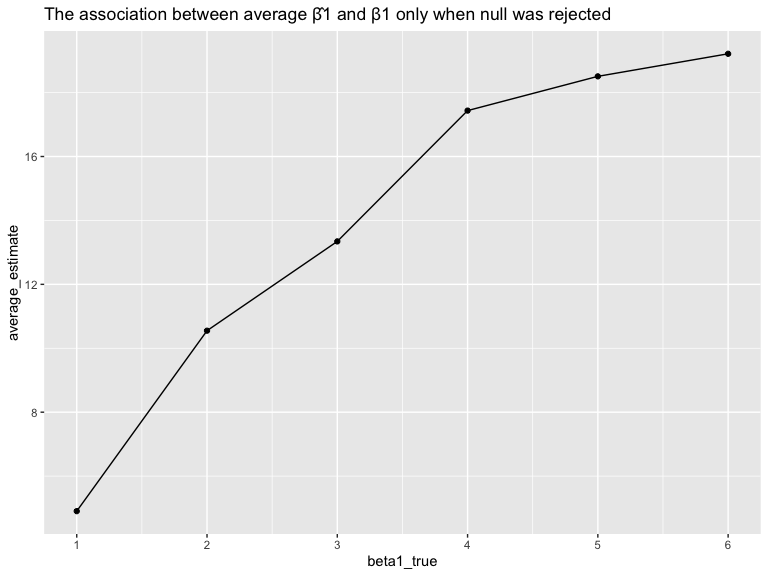 The association between average β̂1 and β1 only when null was rejected
average_estimate
16
12
8
1 2 3 4 5 6
beta1_true